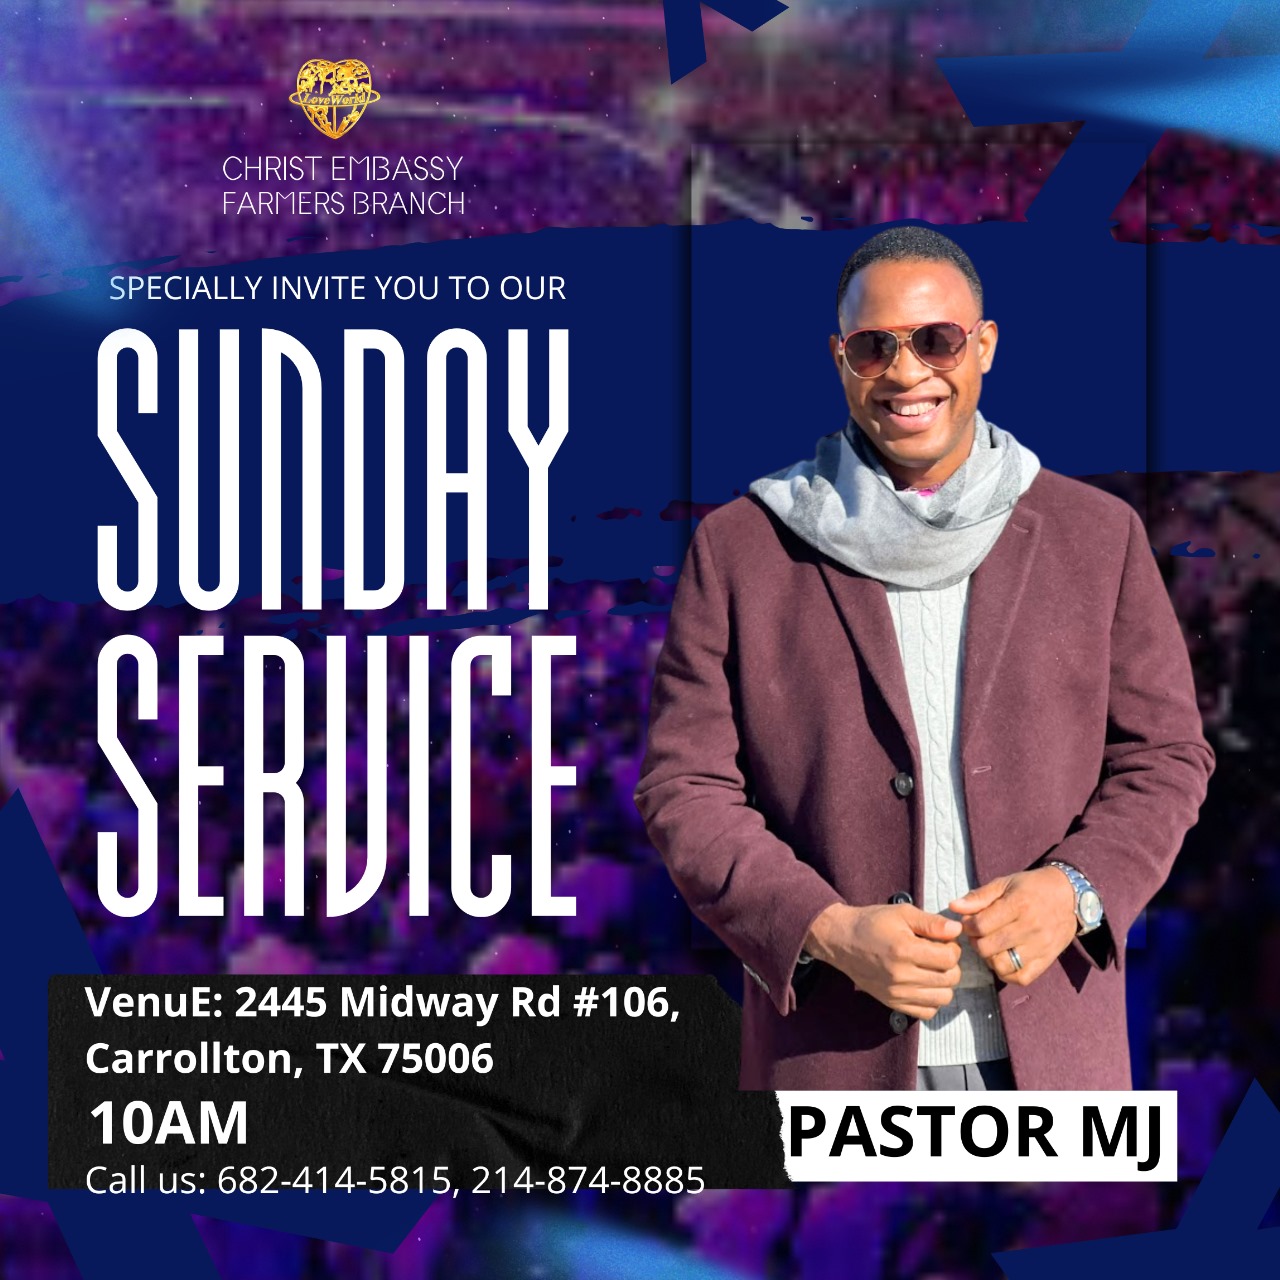 LoveWorld
CHRIST EMBASSY
FARMERS BRANCH
SPECIALLY INVITE YOU TO OUR
SUNDAY
SERVICE
VenuE: 2445 Midway Rd #106,
Carrollton, TX 75006
10AM
Call us: 682-414-5815, 214-874-8885
PASTOR MJ